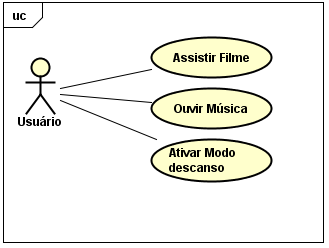 uc
Assistir Filme
Usuário
Ouvir Música
Ativar Modo
descanso